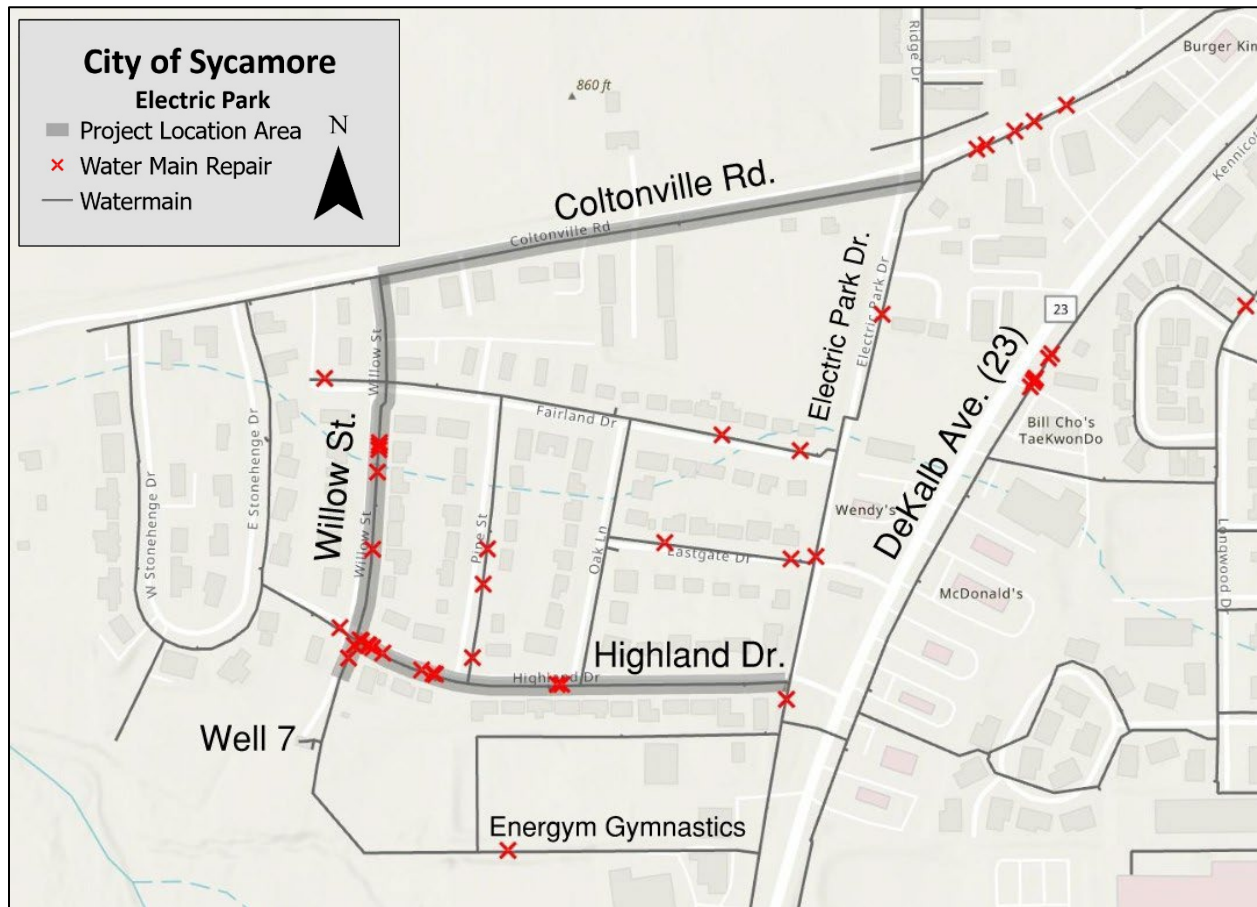 City of Sycamore
Electric Park
Project Location Area
N
Water Main Repair
Watermain
860 ft
Ridge Dr
Burger Kin
Kennico
Coltonville Rd.
Coltonville Rd
Electric Park Dr.
Electric Park Dr
23
DeKalb Ave. (23)
Willow St
Willow St.
Willow St
W Stonehenge Dr
E Stonehenge Dr
Fairland Dr
Pine St
Oak Ln
Eastgate Dr
Bill Cho's
TaeKwonDo
Wendy's
McDonald's
Longwood Dr
Highland Dr.
Highland Dr
Well 7
Energym Gymnastics